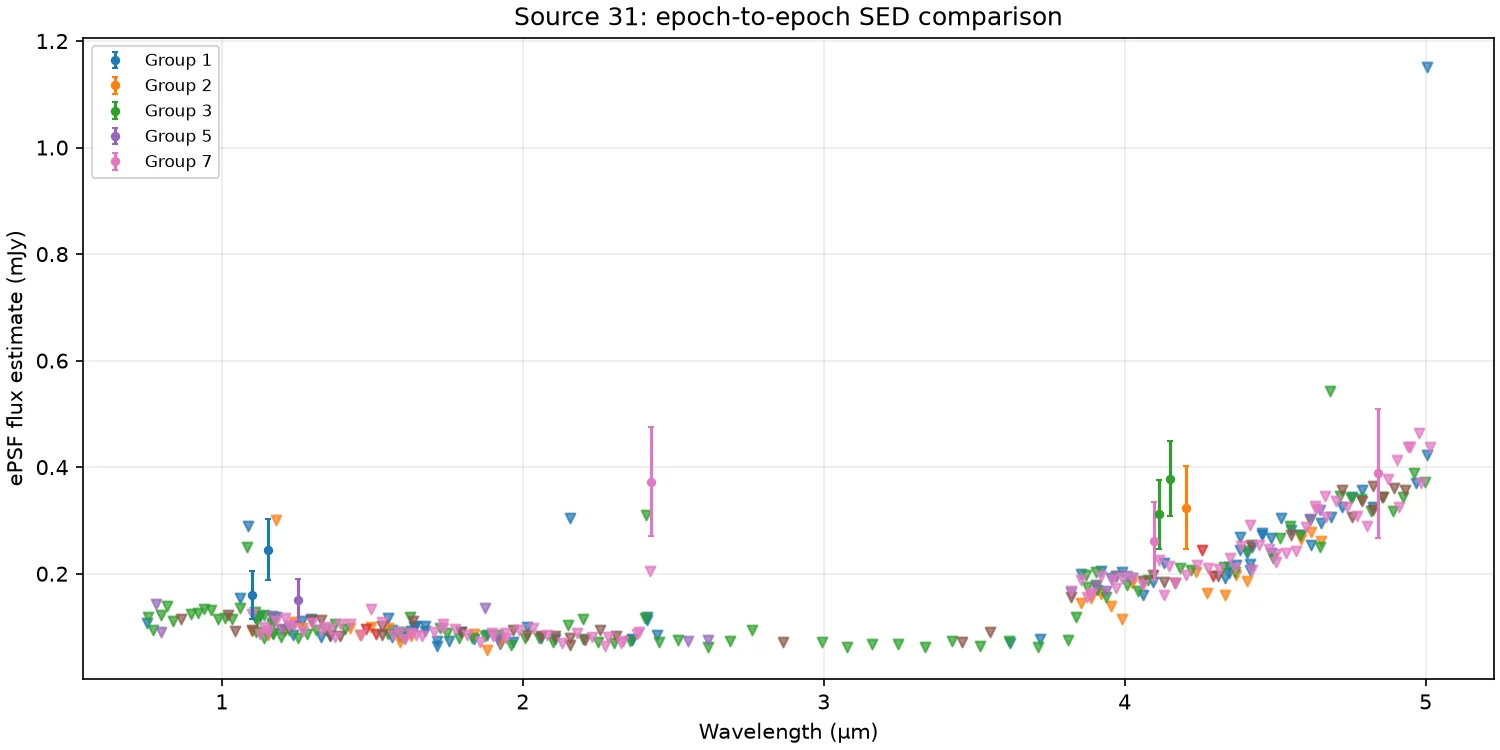 Source 31: epoch-to-epoch SED comparison
1.2
1.0
0.8
0.6
0.4
0.2
ePSF flux estimate (mJy)
Group 1
Group 2
Group 3
Group 5
Group 7
1
2
3
4
5
Wavelength (μm)